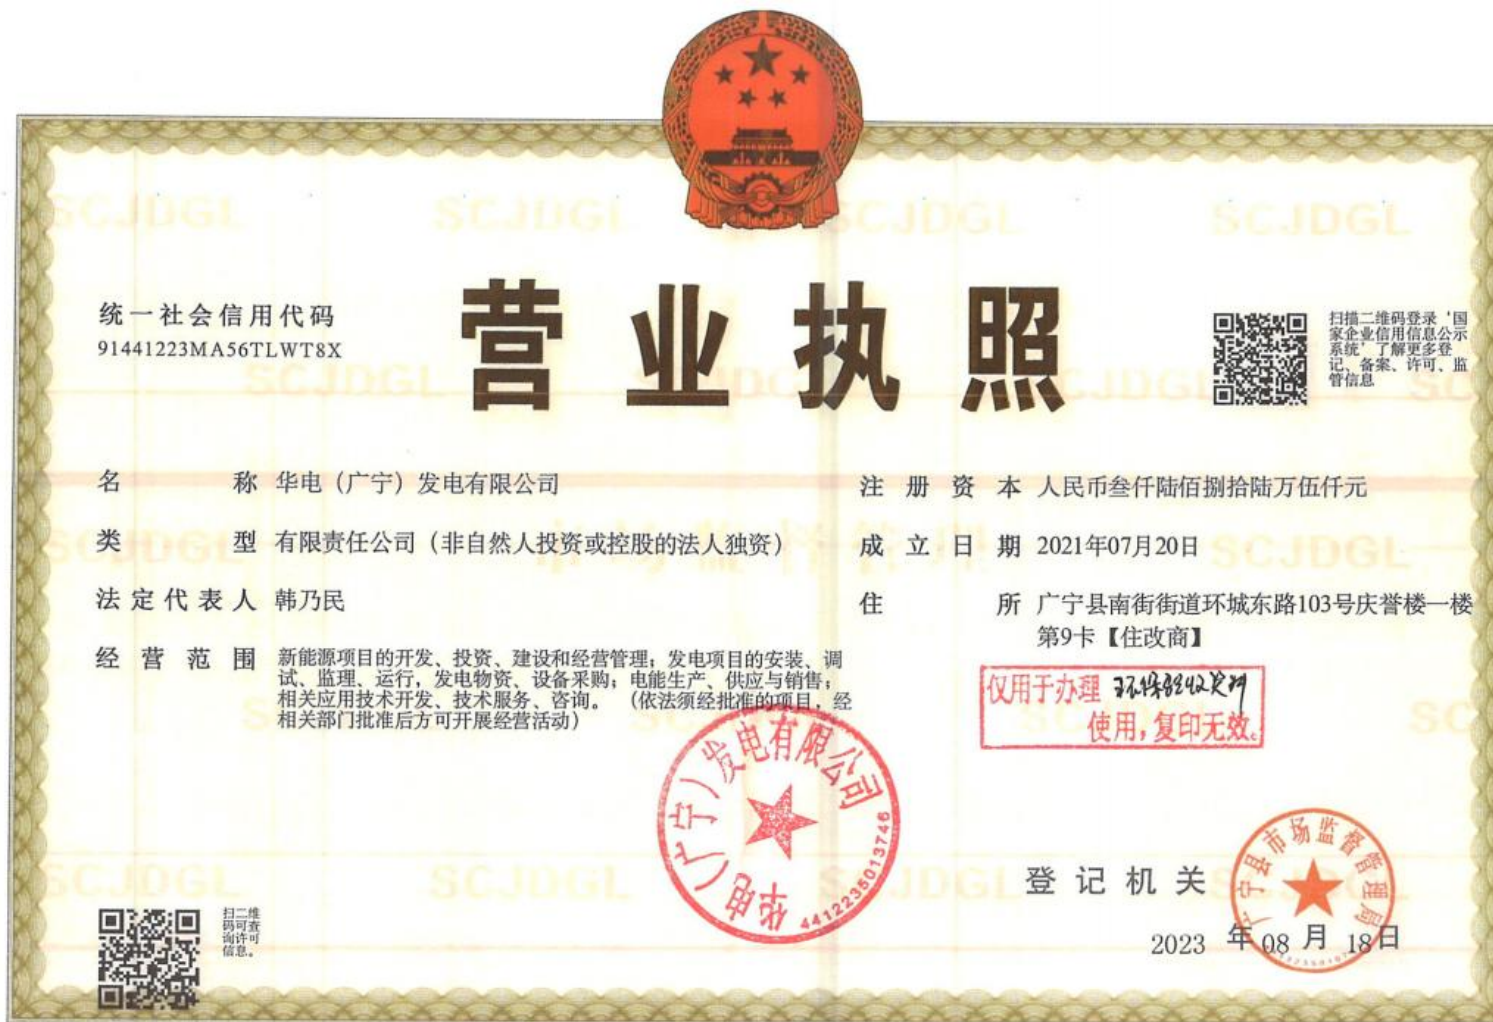 统一社会信用代码
91441223MA56TLWT8X
营业执照
扫描二维码登录‘国
家企业信用信息公示
系统’了解更多登
记、备案、许可、监
管信息
名称 华电（广宁）发电有限公司
类型 有限责任公司（非自然人投资或控股的法人独资）
法定代表人 韩乃民
经营范围 新能源项目的开发、投资、建设和经营管理；发电项目的安装、调
试、监理、运行，发电物资、设备采购；电能生产、供应与销售；
相关应用技术开发、技术服务、咨询。（依法须经批准的项目，经
相关部门批准后方可开展经营活动）
注册资本 人民币叁仟陆佰捌拾陆万伍仟元
成立日期 2021年07月20日
住所 广宁县南街街道环城东路103号庆誉楼一楼
第9卡【住改商】
仅用于办理 环保验收资料
使用，复印无效。
华电（广宁）发电有限公司
4412235013746
登记机关
广宁县市场监督管理局
2023 年 08 月 18 日
扫二维
码可查
询许可
信息。
SCJDGL
市场监督管理